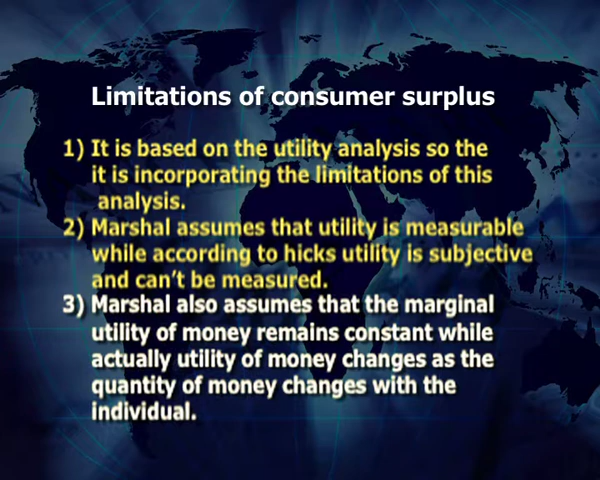 Limitations of consumer surplus
1) It is based on the utility analysis so the
it is incorporating the limitations of this
analysis.
2) Marshal assumes that utility is measurable
while according to hicks utility is subjective
and can't be measured.
3) Marshal also assumes that the marginal
utility of money remains constant while
actually utility of money changes as the
quantity of money changes with the
individual.